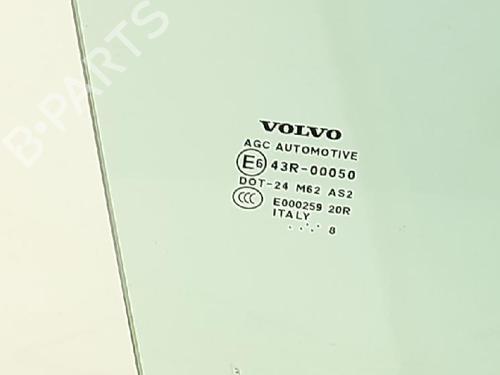 B-PARTS
VOLVO
AGC AUTOMOTIVE
E6 43R-00050
DOT-24 M62 AS2
CCC E000259 20R
ITALY
..... 8